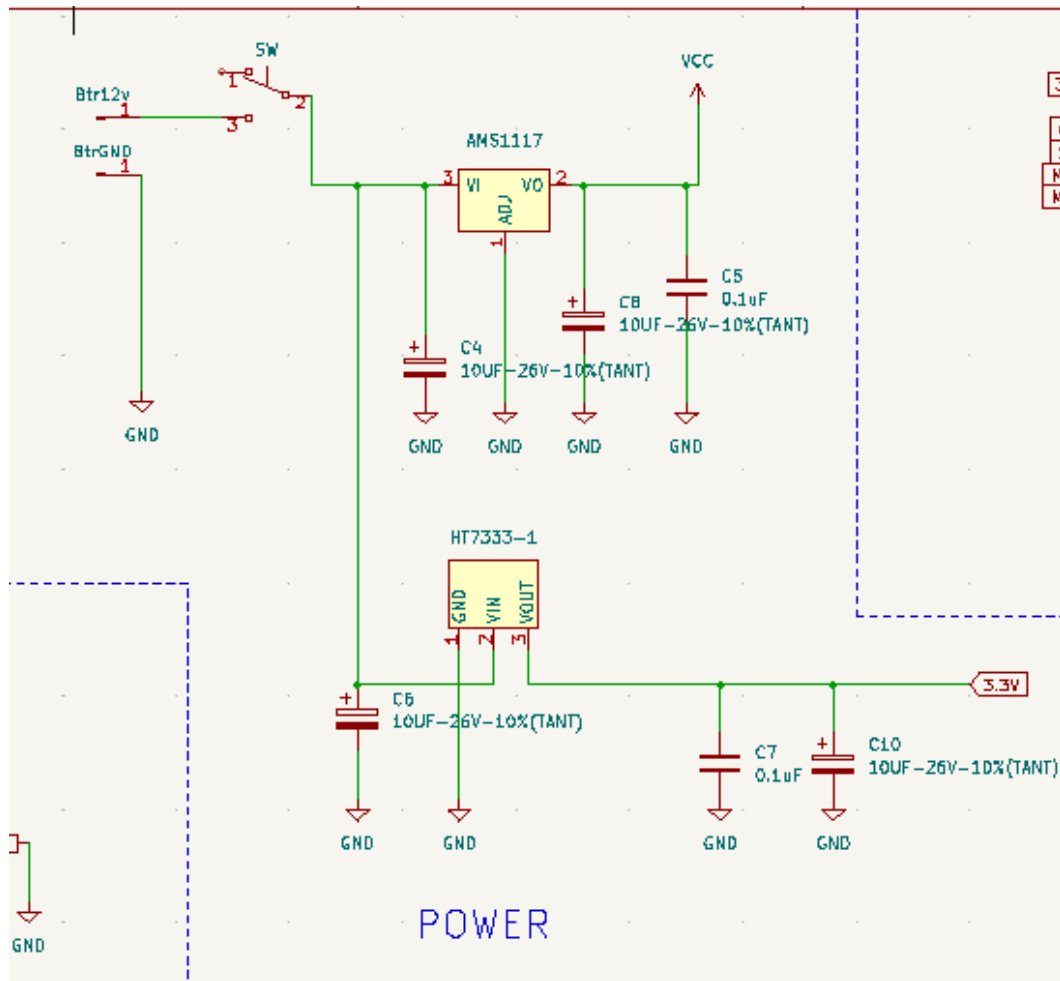 SW
1
2
3
Btr12v
1
BtrGND
1
GND
VCC
AMS1117
3
VI
VO
2
ADJ
1
C4
10UF-26V-10%(TANT)
C8
10UF-26V-10%(TANT)
C5
0.1uF
GND
GND
GND
GND
HT7333-1
GND
VIN
VOUT
1
2
3
C6
10UF-26V-10%(TANT)
GND
GND
3.3V
C7
0.1uF
C10
10UF-26V-10%(TANT)
GND
GND
GND
POWER